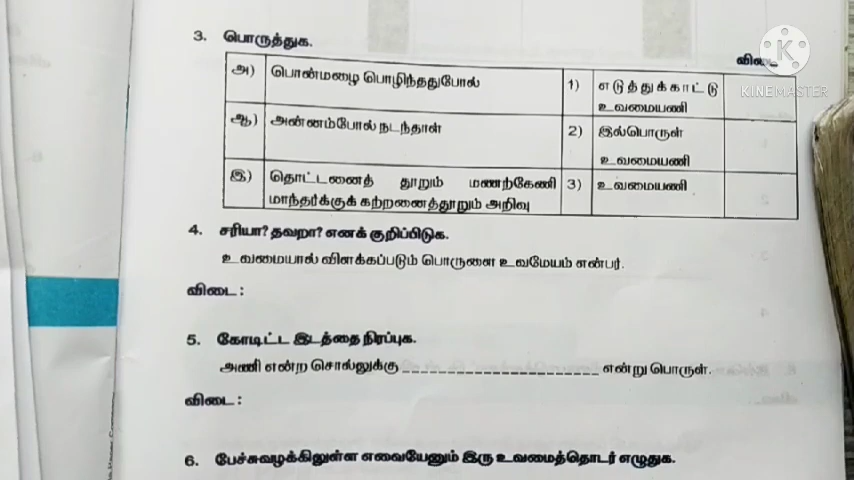 3. பொருத்துக.
விடை
அ) பொன்மழை பொழிந்ததுபோல் 1) எடுத்துக்காட்டு
உவமையணி
ஆ) அன்னம்போல் நடந்தாள் 2) இல்பொருள்
உவமையணி
இ) தொட்டனைத் தூறும் மணற்கேணி 3) உவமையணி
மாந்தர்க்குக் கற்றனைத்தூறும் அறிவு
4. சரியா? தவறா? எனக் குறிப்பிடுக.
உவமையால் விளக்கப்படும் பொருளை உவமேயம் என்பர்.
விடை :
5. கோடிட்ட இடத்தை நிரப்புக.
அணி என்ற சொல்லுக்கு ______________________ என்று பொருள்.
விடை :
6. பேச்சுவழக்கிலுள்ள எவையேனும் இரு உவமைத்தொடர் எழுதுக.
K
KINEMASTER